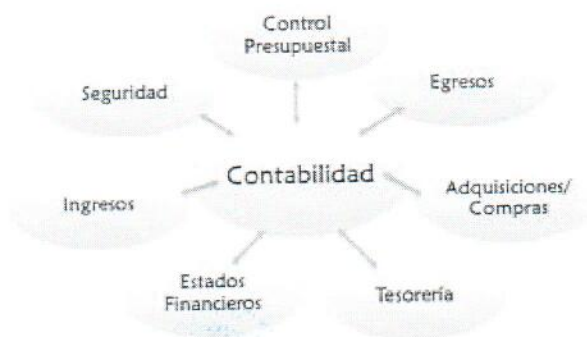 Control
Presupuestal
Seguridad
Egresos
Contabilidad
Ingresos
Adquisiciones/
Compras
Estados
Financieros
Tesorería